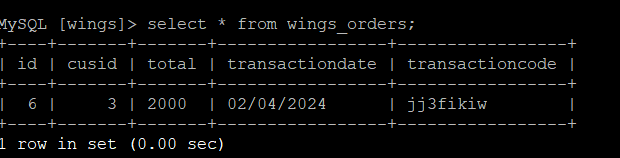 MySQL [wings]> select * from wings_orders;
+----+-------+-------+-----------------+-----------------+
| id | cusid | total | transactiondate | transactioncode |
+----+-------+-------+-----------------+-----------------+
|  6 |     3 | 2000  | 02/04/2024      | jj3fikiw        |
+----+-------+-------+-----------------+-----------------+
1 row in set (0.00 sec)